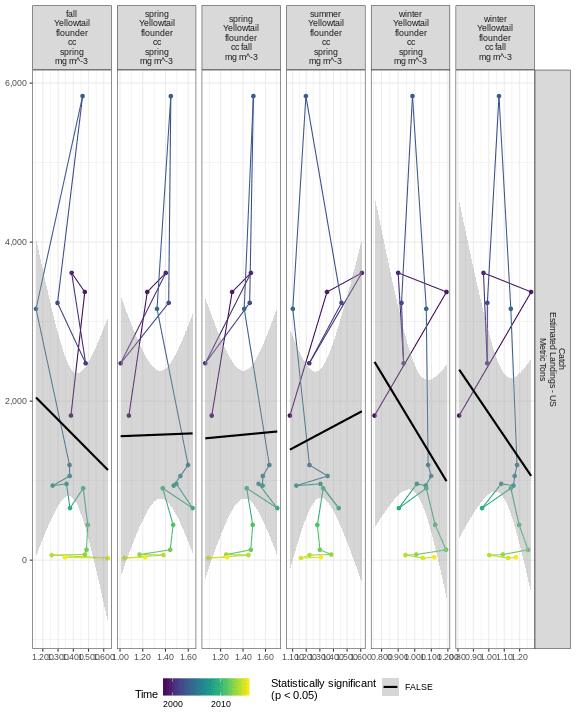 fall
Yellowtail
flounder
cc
spring
mg m^-3
spring
Yellowtail
flounder
cc
spring
mg m^-3
spring
Yellowtail
flounder
cc fall
mg m^-3
summer
Yellowtail
flounder
cc
spring
mg m^-3
winter
Yellowtail
flounder
cc
spring
mg m^-3
winter
Yellowtail
flounder
cc fall
mg m^-3
6,000
4,000
2,000
0
Catch
Estimated Landings - US
Metric Tons
1.00 1.20 1.40 1.60
1.20 1.40 1.60
Time
2000 2010
Statistically significant
(p < 0.05)
FALSE